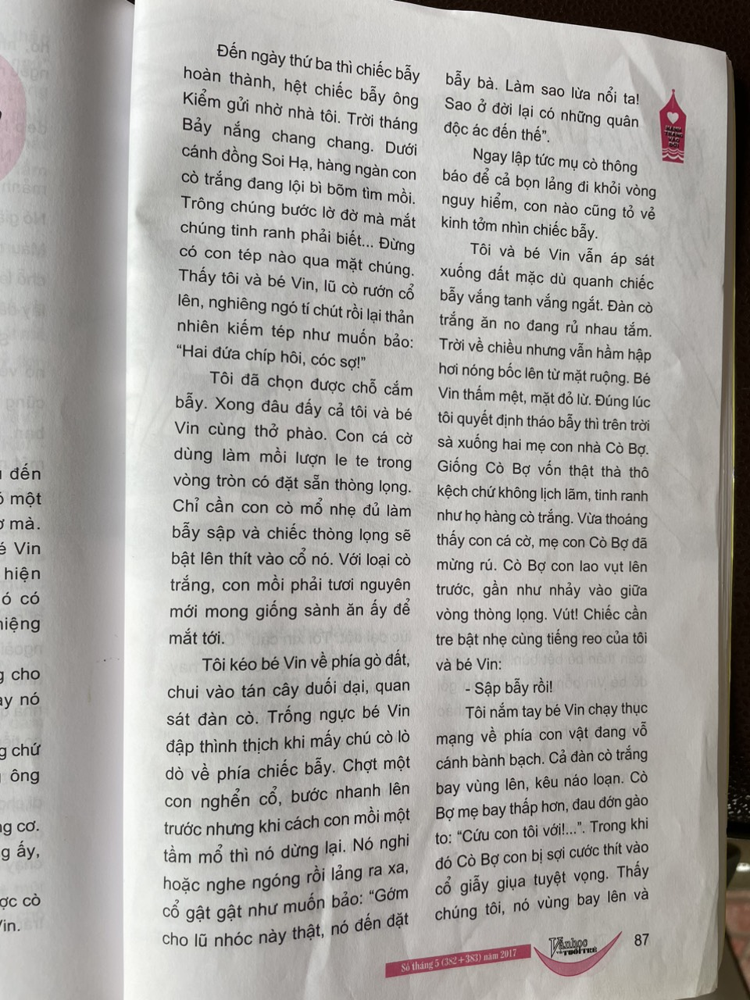 Đến ngày thứ ba thì chiếc bẫy
hoàn thành, hệt chiếc bẫy ông
Kiểm gửi nhờ nhà tôi. Trời tháng
Bảy nắng chang chang. Dưới
cánh đồng Soi Hạ, hàng ngàn con
cò trắng đang lội bì bõm tìm mồi.
Trông chúng bước lờ đờ mà mắt
chúng tinh ranh phải biết... Đừng
có con tép nào qua mặt chúng.
Thấy tôi và bé Vin, lũ cò rướn cổ
lên, nghiêng ngó tí chút rồi lại thản
nhiên kiếm tép như muốn bảo:
“Hai đứa chíp hôi, cóc sợ!”
Tôi đã chọn được chỗ cắm
bẫy. Xong đâu đấy cả tôi và bé
Vin cùng thở phào. Con cá cờ
dùng làm mồi lượn le te trong
vòng tròn có đặt sẵn thòng lọng.
Chỉ cần con cò mổ nhẹ đủ làm
bẫy sập và chiếc thòng lọng sẽ
bật lên thít vào cổ nó. Với loại cò
trắng, con mồi phải tươi nguyên
mới mong giống sành ăn ấy để
mắt tới.
Tôi kéo bé Vin về phía gò đất,
chui vào tán cây duối dại, quan
sát đàn cò. Trống ngực bé Vin
đập thình thịch khi mấy chú cò lò
dò về phía chiếc bẫy. Chợt một
con nghển cổ, bước nhanh lên
trước nhưng khi cách con mồi một
tầm mổ thì nó dừng lại. Nó nghi
hoặc nghe ngóng rồi lảng ra xa,
cổ gật gật như muốn bảo: “Gớm
cho lũ nhóc này thật, nó đến đặt
bẫy bà. Làm sao lừa nổi ta!
Sao ở đời lại có những quân
độc ác đến thế”.
Ngay lập tức mụ cò thông
báo để cả bọn lảng đi khỏi vòng
nguy hiểm, con nào cũng tỏ vẻ
kinh tởm nhìn chiếc bẫy.
Tôi và bé Vin vẫn áp sát
xuống đất mặc dù quanh chiếc
bẫy vắng tanh vắng ngắt. Đàn cò
trắng ăn no đang rủ nhau tắm.
Trời về chiều nhưng vẫn hầm hập
hơi nóng bốc lên từ mặt ruộng. Bé
Vin thấm mệt, mặt đỏ lừ. Đúng lúc
tôi quyết định tháo bẫy thì trên trời
sà xuống hai mẹ con nhà Cò Bợ.
Giống Cò Bợ vốn thật thà thô
kệch chứ không lịch lãm, tinh ranh
như họ hàng cò trắng. Vừa thoáng
thấy con cá cờ, mẹ con Cò Bợ đã
mừng rú. Cò Bợ con lao vụt lên
trước, gần như nhảy vào giữa
vòng thòng lọng. Vút! Chiếc cần
tre bật nhẹ cùng tiếng reo của tôi
và bé Vin:
- Sập bẫy rồi!
Tôi nắm tay bé Vin chạy thục
mạng về phía con vật đang vỗ
cánh bành bạch. Cả đàn cò trắng
bay vùng lên, kêu náo loạn. Cò
Bợ mẹ bay thấp hơn, đau đớn gào
to: “Cứu con tôi với!...”. Trong khi
đó Cò Bợ con bị sợi cước thít vào
cổ giẫy giụa tuyệt vọng. Thấy
chúng tôi, nó vùng bay lên và
Số tháng 5 (382+383) năm 2017
Văn học
và TUỔI TRẺ
87
đến
một
mà.
Vin
hiện
ó có
cho
ay nó
chứ
ông
cơ.
ấy,
cò
Vin.